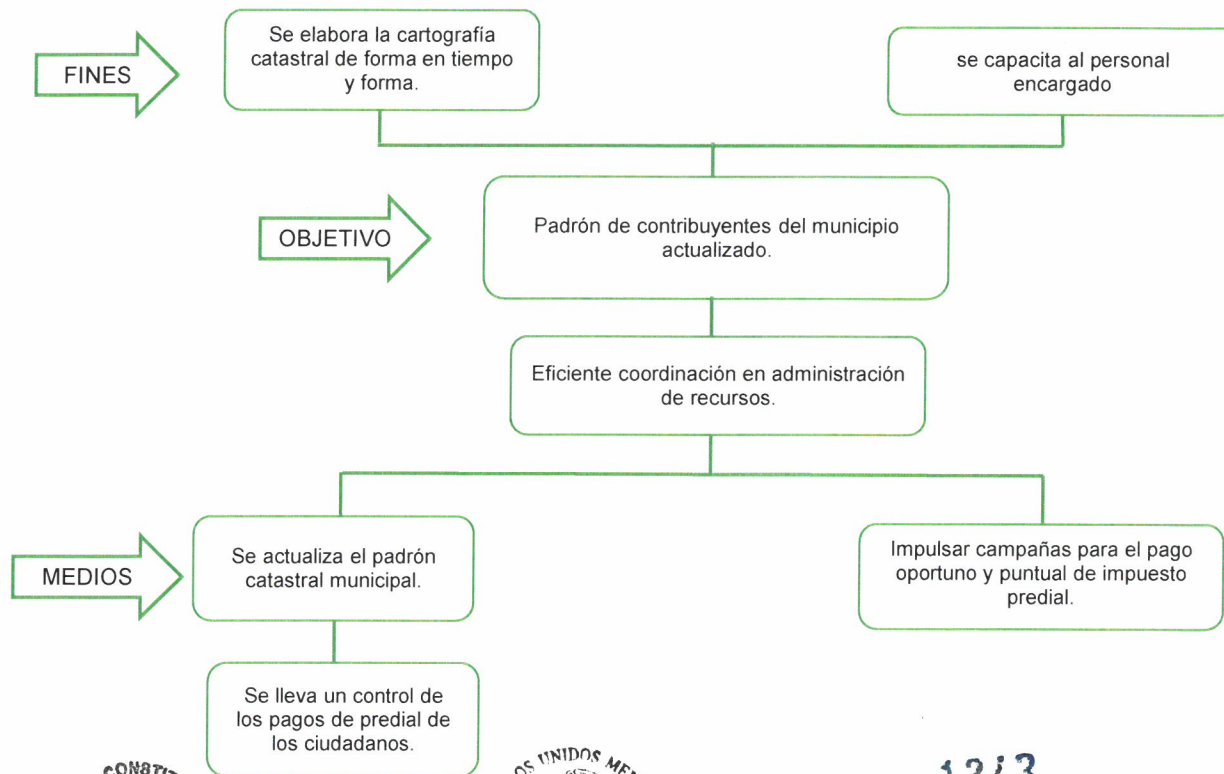 Se elabora la cartografía
catastral de forma en tiempo
y forma.
FINES
se capacita al personal
encargado
Padrón de contribuyentes del municipio
actualizado.
OBJETIVO
Eficiente coordinación en administración
de recursos.
Se actualiza el padrón
catastral municipal.
MEDIOS
Impulsar campañas para el pago
oportuno y puntual de impuesto
predial.
Se lleva un control de
los pagos de predial de
los ciudadanos.
UNIDOS